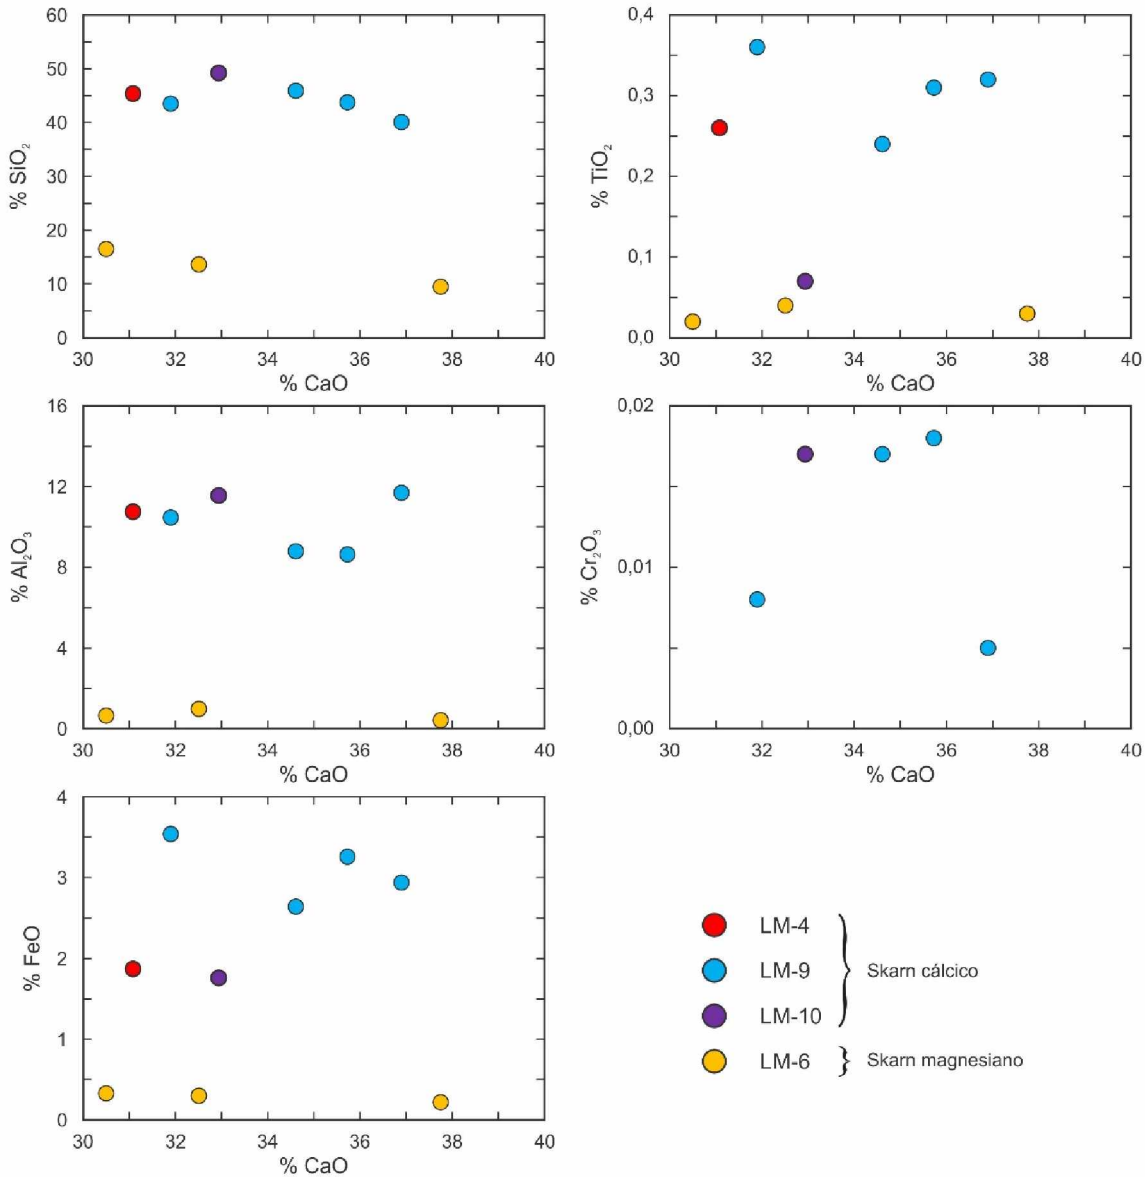 60
50
40
30
20
10
0
% SiO₂
30 32 34 36 38 40
% CaO
0,4
0,3
0,2
0,1
0,0
% TiO₂
30 32 34 36 38 40
% CaO
16
12
8
4
0
% Al₂O₃
30 32 34 36 38 40
% CaO
0,02
0,01
0,00
% Cr₂O₃
30 32 34 36 38 40
% CaO
4
3
2
1
0
% FeO
30 32 34 36 38 40
% CaO
LM-4
LM-9
LM-10
Skarn cálcico
LM-6
Skarn magnesiano